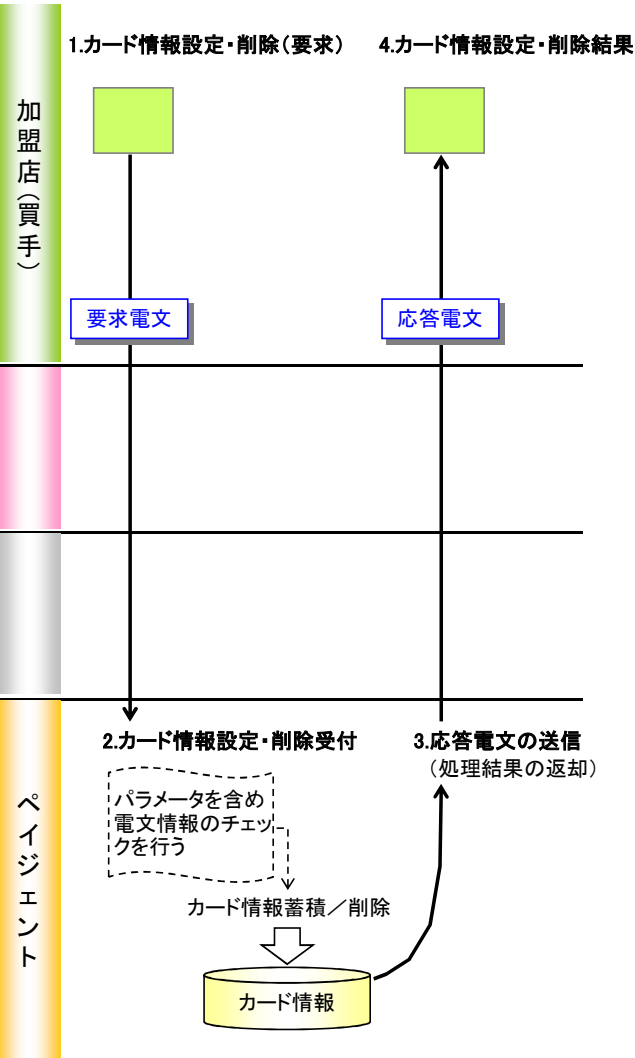 1.カード情報設定・削除（要求）
4.カード情報設定・削除結果
加盟店（買手）
要求電文
応答電文
2.カード情報設定・削除受付
3.応答電文の送信
（処理結果の返却）
パラメータを含め
電文情報のチェッ
クを行う
カード情報蓄積／削除
カード情報
ペイジェント